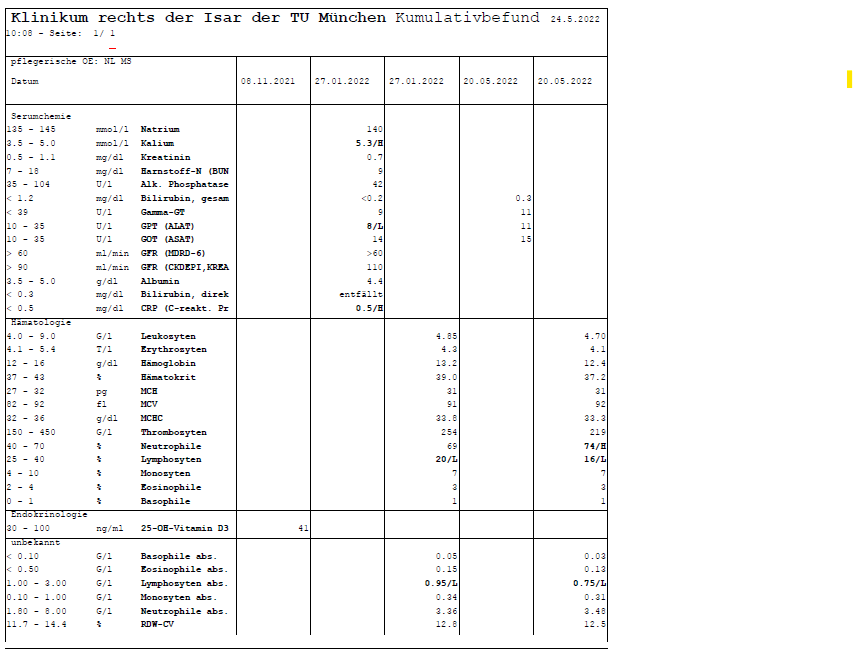 Klinikum rechts der Isar der TU München Kumulativbefund 24.5.2022
10:08 - Seite: 1/ 1
pflegerische OE: NL MS
Datum 08.11.2021 27.01.2022 27.01.2022 20.05.2022 20.05.2022
Serumchemie
135 - 145 mmol/l Natrium 140
3.5 - 5.0 mmol/l Kalium 5.3/H
0.5 - 1.1 mg/dl Kreatinin 0.7
7 - 18 mg/dl Harnstoff-N (BUN 9
35 - 104 U/l Alk. Phosphatase 42
< 1.2 mg/dl Bilirubin, gesam <0.2 0.3
< 39 U/l Gamma-GT 9 11
10 - 35 U/l GPT (ALAT) 8/L 11
10 - 35 U/l GOT (ASAT) 14 15
> 60 ml/min GFR (MDRD-6) >60
> 90 ml/min GFR (CKDEPI,KREA 110
3.5 - 5.0 g/dl Albumin 4.4
< 0.3 mg/dl Bilirubin, direk entfällt
< 0.5 mg/dl CRP (C-reakt. Pr 0.5/H
Hämatologie
4.0 - 9.0 G/l Leukozyten 4.85 4.70
4.1 - 5.4 T/l Erythrozyten 4.3 4.1
12 - 16 g/dl Hämoglobin 13.2 12.4
37 - 43 % Hämatokrit 39.0 37.2
27 - 32 pg MCH 31 31
82 - 92 fl MCV 91 92
32 - 36 g/dl MCHC 33.8 33.3
150 - 450 G/l Thrombozyten 254 219
40 - 70 % Neutrophile 69 74/H
25 - 40 % Lymphozyten 20/L 16/L
4 - 10 % Monozyten 7 7
2 - 4 % Eosinophile 3 3
0 - 1 % Basophile 1 1
Endokrinologie
30 - 100 ng/ml 25-OH-Vitamin D3 41
unbekannt
< 0.10 G/l Basophile abs. 0.05 0.03
< 0.50 G/l Eosinophile abs. 0.15 0.13
1.00 - 3.00 G/l Lymphozyten abs. 0.95/L 0.75/L
0.10 - 1.00 G/l Monozyten abs. 0.34 0.31
1.80 - 8.00 G/l Neutrophile abs. 3.36 3.48
11.7 - 14.4 % RDW-CV 12.8 12.5